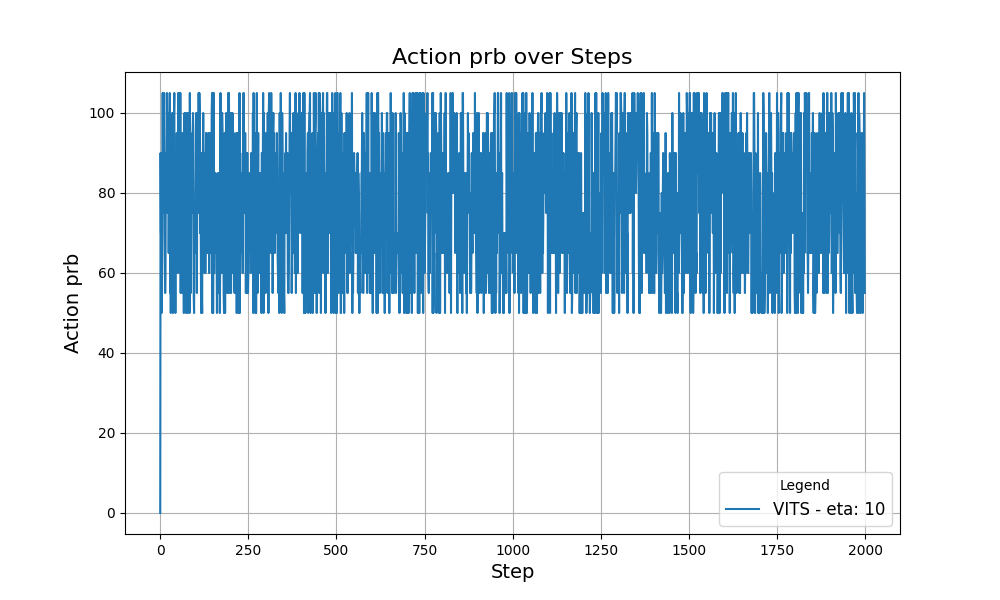 Action prb over Steps
Action prb
100
80
60
40
20
0
0 250 500 750 1000 1250 1500 1750 2000
Step
Legend
VITS - eta: 10